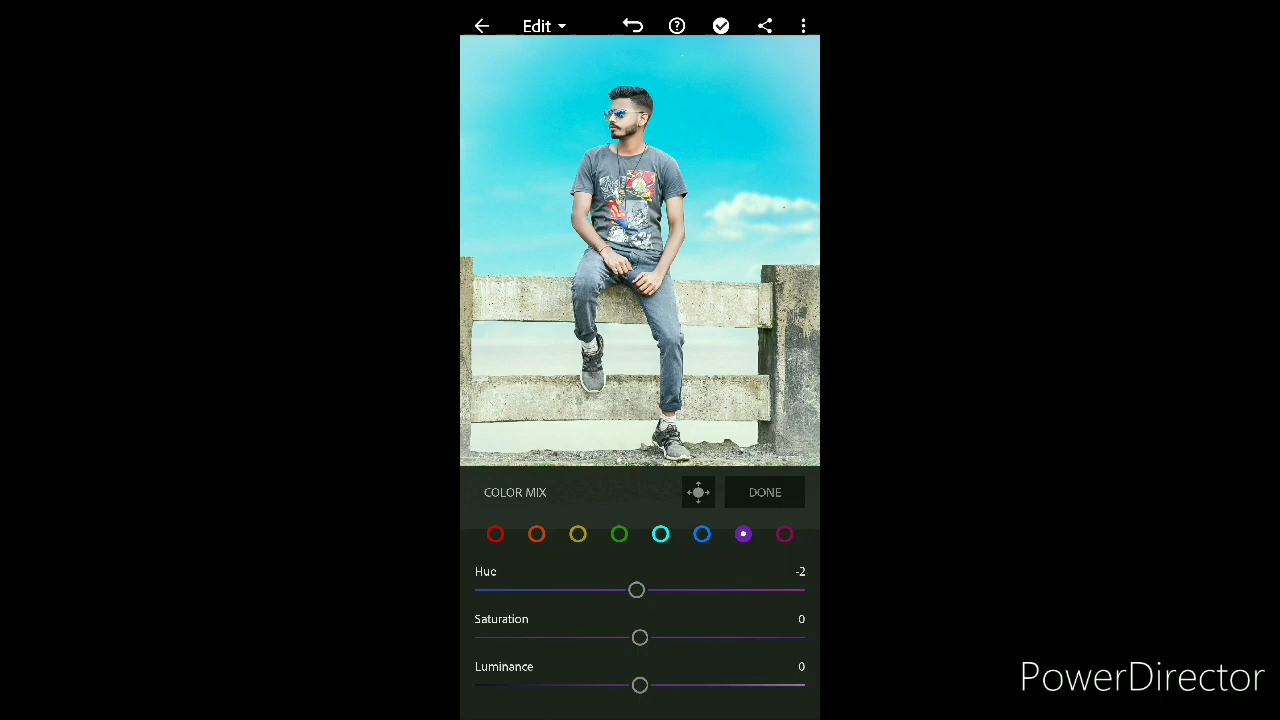 Edit
COLOR MIX
DONE
Hue -2
Saturation 0
Luminance 0
PowerDirector